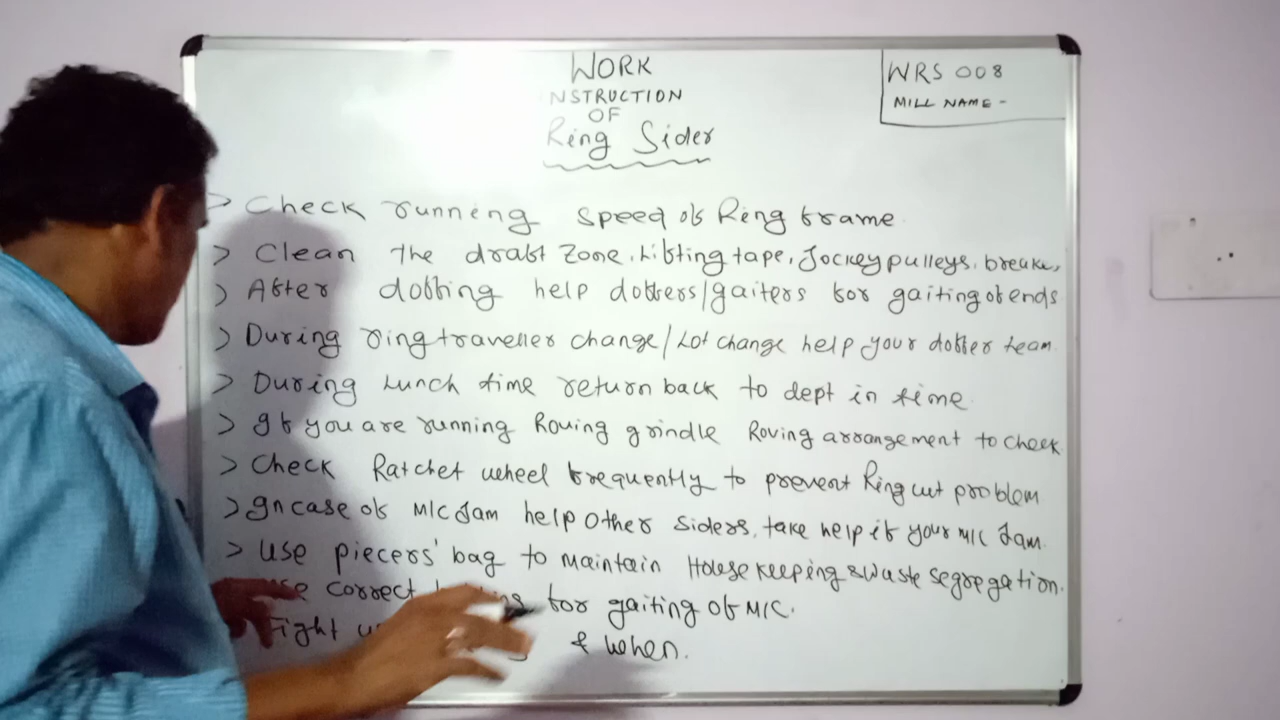 WORK
INSTRUCTION
OF
Ring Sider
WRS 008
MILL NAME -
> Check running speed of Ring frame.
> Clean the draft zone, Lifting tape, Jockey pulleys, breake,
> After doffing help doffers/gaiters for gaiting of ends
> During ring traveller change/Lot change help your doffer team.
> During Lunch time return back to dept in time.
> If you are running Roving grindle Roving arrangement to check
> Check Ratchet wheel frequently to prevent Ring cut problem
> In case of M/C Jam help other siders, take help if your M/C Jam.
> Use piecers' bag to maintain House keeping & Waste segregation.
Use correct for gaiting of M/C.
Fight & When.